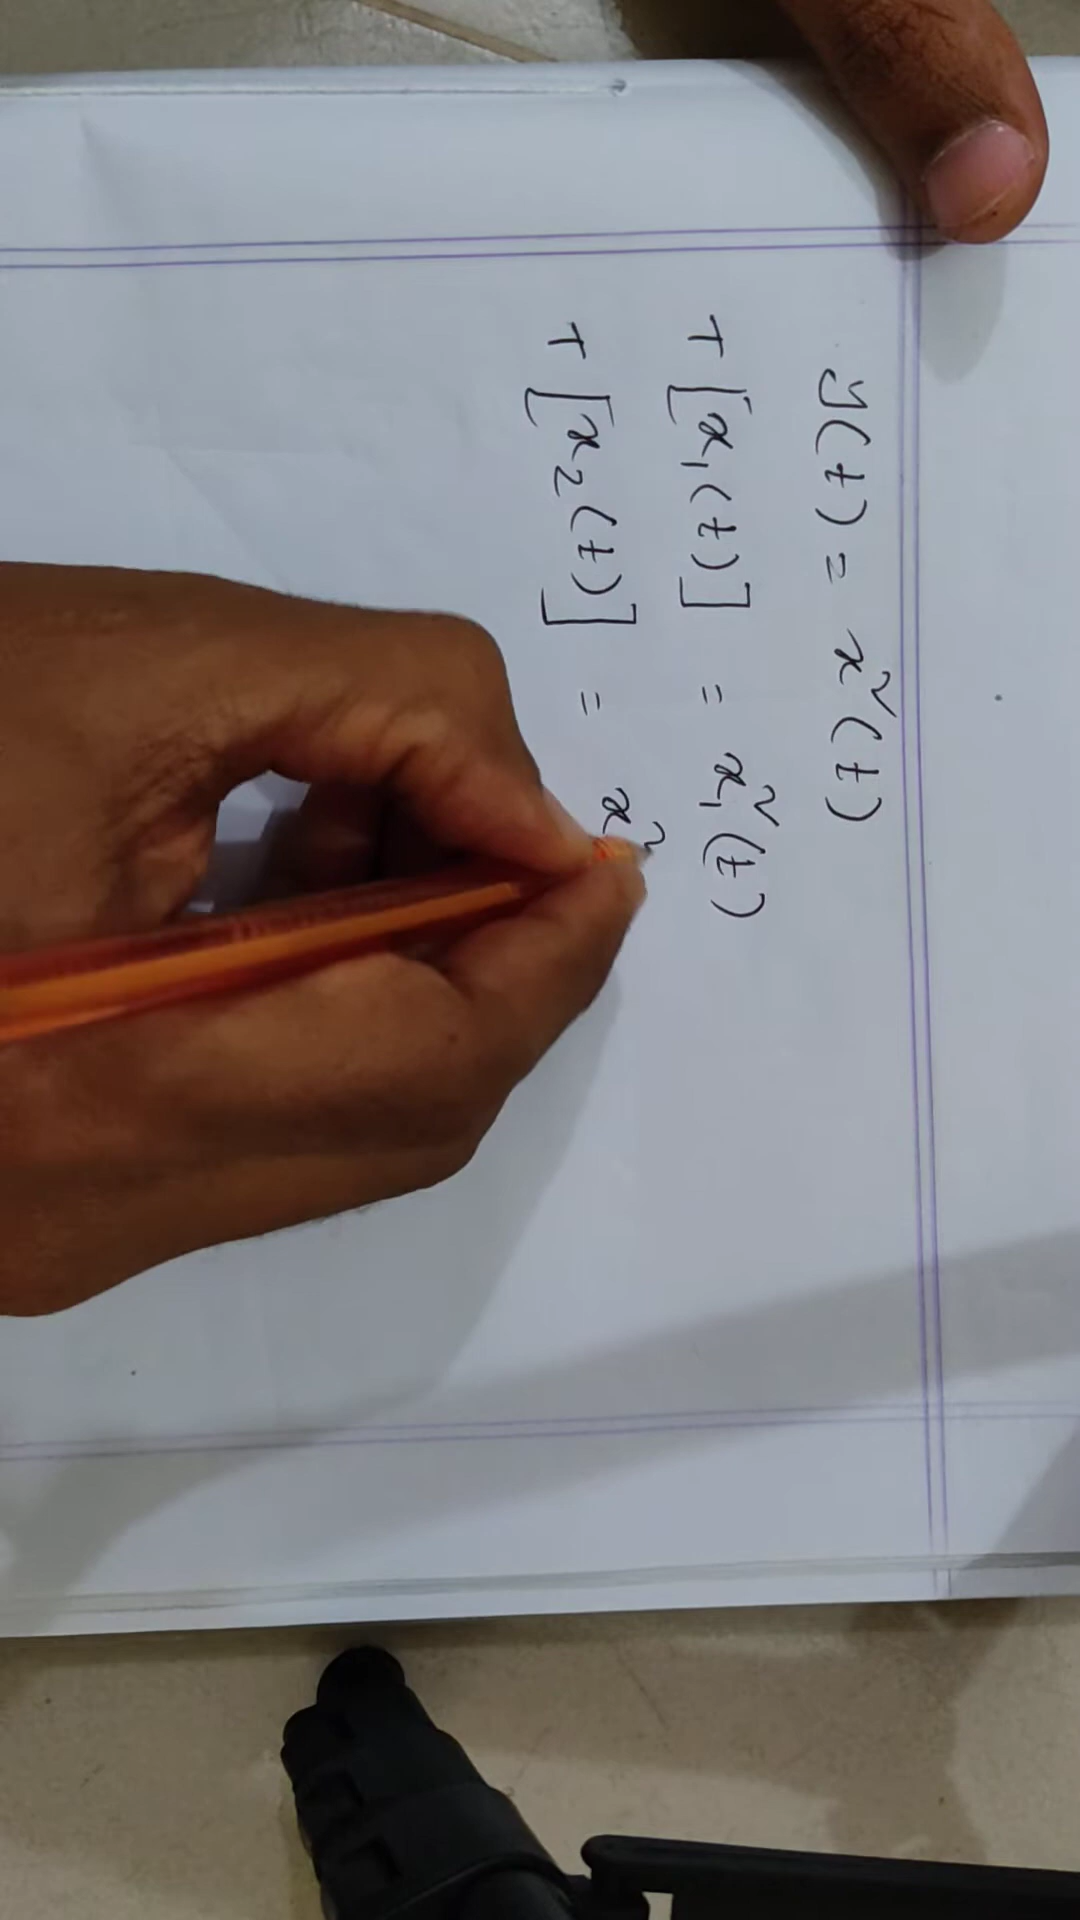 y(t) = x²(t)
T [x₁(t)] = x₁²(t)
T [x₂(t)] = x²